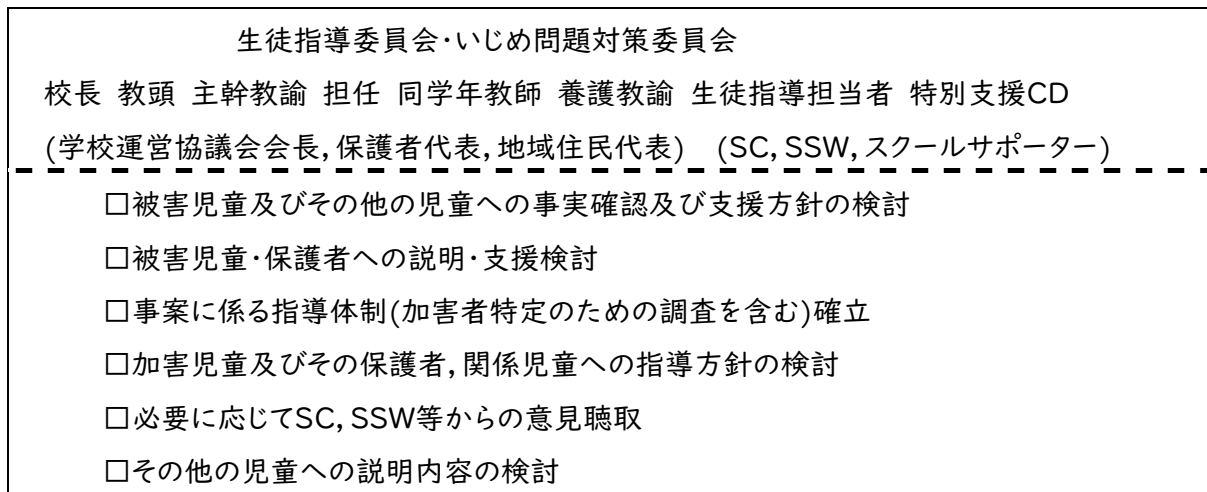 生徒指導委員会・いじめ問題対策委員会
校長 教頭 主幹教諭 担任 同学年教師 養護教諭 生徒指導担当者 特別支援CD
(学校運営協議会会長,保護者代表,地域住民代表) (SC,SSW,スクールサポーター)
□被害児童及びその他の児童への事実確認及び支援方針の検討
□被害児童・保護者への説明・支援検討
□事案に係る指導体制(加害者特定のための調査を含む)確立
□加害児童及びその保護者,関係児童への指導方針の検討
□必要に応じてSC,SSW等からの意見聴取
□その他の児童への説明内容の検討